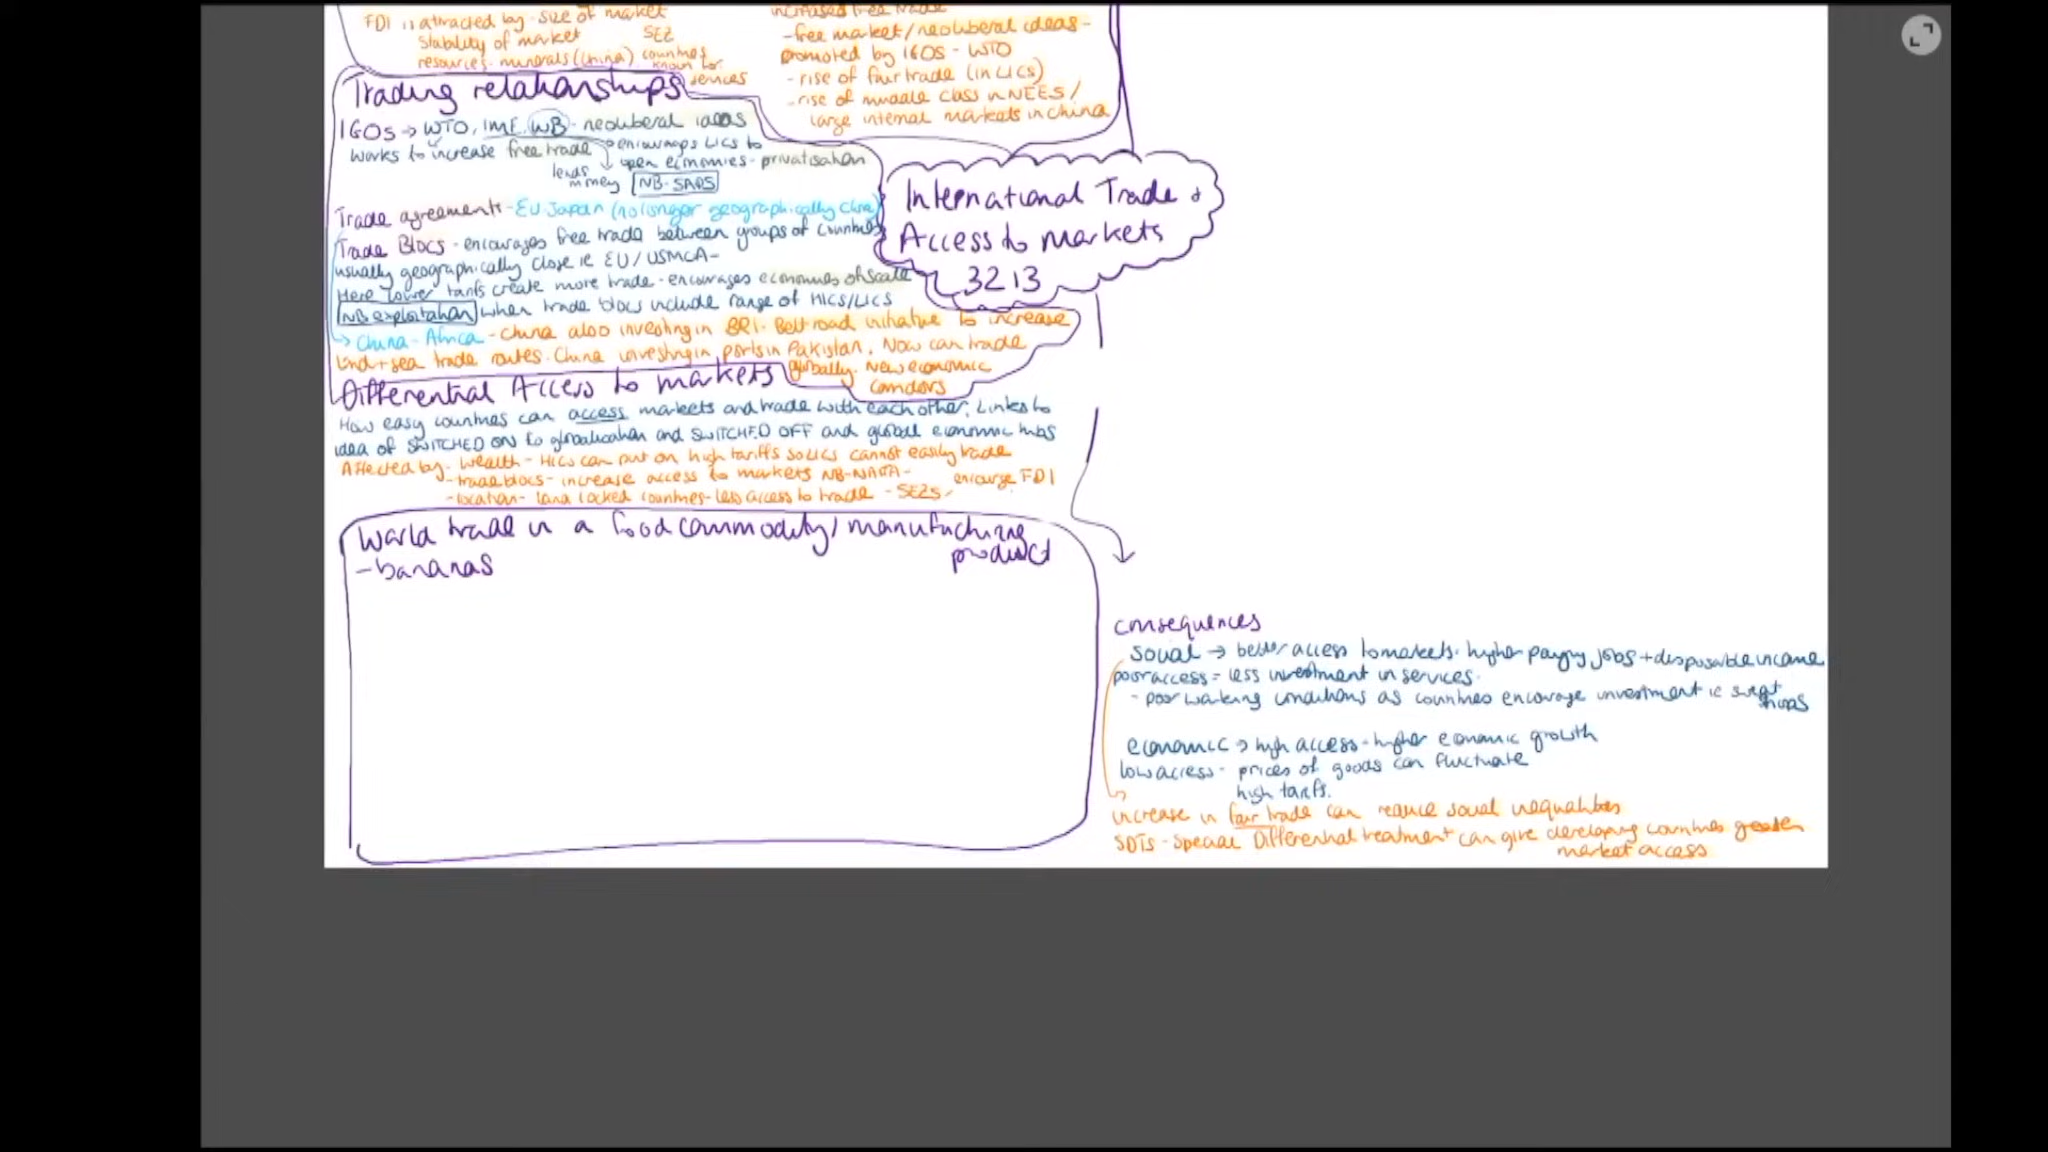 FDI is attracted by - size of market
stability of market SEZ
resources - minerals (China) countries known for services
increased free trade
-free market/neoliberal ideas-
promoted by IGOs - WTO
- rise of fair trade (in LICs)
- rise of middle class in NEES/
large internal markets in China
Trading relationships
IGOs → WTO, IMF, WB - neoliberal ideas
works to increase free trade
encourages LICs to
open economies - privatisation
lends money
NB-SAPS
Trade agreements - EU-Japan (no longer geographically close)
Trade Blocs - encourages free trade between groups of countries
usually geographically close ie EU/USMCA-
Here lower tarifs create more trade - encourages economies of scale
NB exploitation when trade blocs include range of HICs/LICs
→ China - Africa - China also investing in BRI - Belt road initiative to increase
land + sea trade routes. China investing in ports in Pakistan. Now can trade
globally. New economic
corridors
International Trade +
Access to markets
3213
Differential Access to markets
How easy countries can access markets and trade with each other. Links to
idea of SWITCHED ON to globalisation and SWITCHED OFF and global economic hubs
Affected by - wealth - HICs can put on high tariffs so LICs cannot easily trade
- trade blocs - increase access to markets NB-NAFTA-
- location - land locked countries - less access to trade - SEZs -
encourge FDI
World trade in a food commodity/manufacturing
product
- bananas
consequences
social → better access to markets. higher paying jobs + disposable income
poor access = less investment in services.
- poor working conditions as countries encourage investment ie sweat shops
economic → high access - higher economic growth
low access - prices of goods can fluctuate
high tarifs.
increase in fair trade can reduce social inequalities
SDTs - Special Differential treatment can give developing countries greater
market access